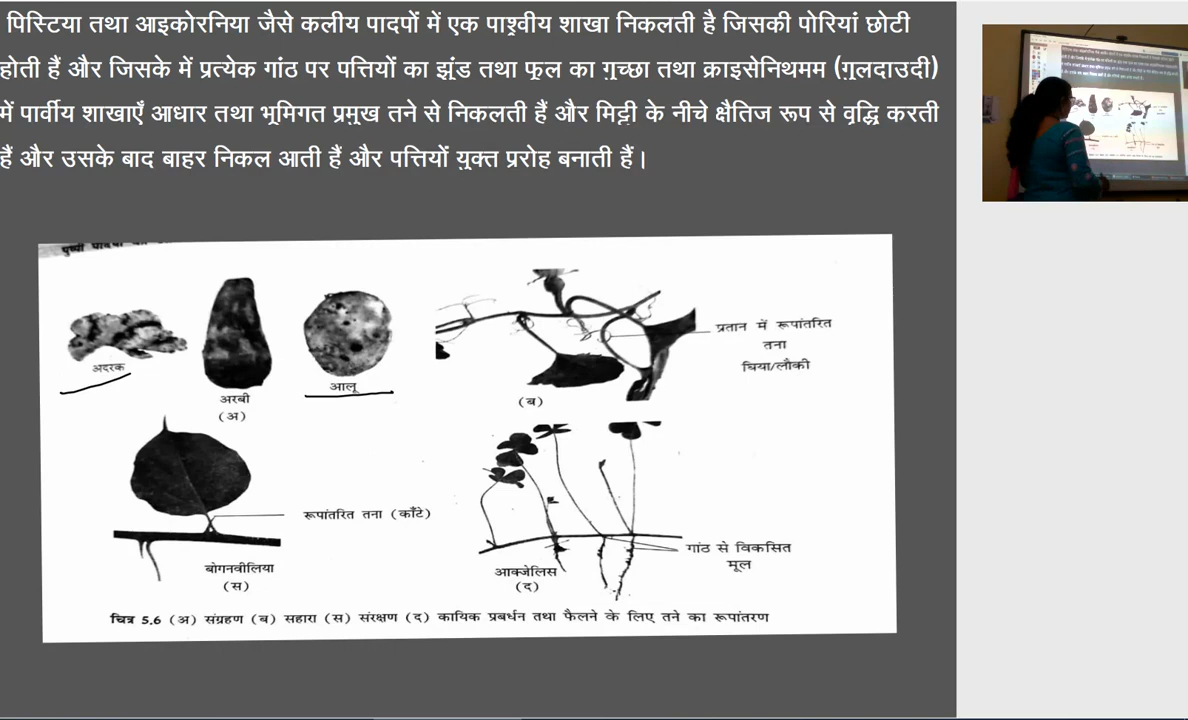 पिस्टिया तथा आइकोरनिया जैसे कलीय पादपों में एक पाश्र्वीय शाखा निकलती है जिसकी पोरियां छोटी
होती हैं और जिसके में प्रत्येक गांठ पर पत्तियों का झुंड तथा फूल का गुच्छा तथा क्राइसेनिथमम (गुलदाउदी)
में पार्वीय शाखाएँ आधार तथा भूमिगत प्रमुख तने से निकलती हैं और मिट्टी के नीचे क्षैतिज रूप से वृद्धि करती
हैं और उसके बाद बाहर निकल आती हैं और पत्तियों युक्त प्ररोह बनाती हैं।
अदरक
अरबी
(अ)
आलू
प्रतान में रूपांतरित
तना
घिया/लौकी
(ब)
रूपांतरित तना (काँटे)
बोगनवीलिया
(स)
गांठ से विकसित
मूल
आक्जेलिस
(द)
चित्र 5.6 (अ) संग्रहण (ब) सहारा (स) संरक्षण (द) कायिक प्रबर्धन तथा फैलने के लिए तने का रूपांतरण